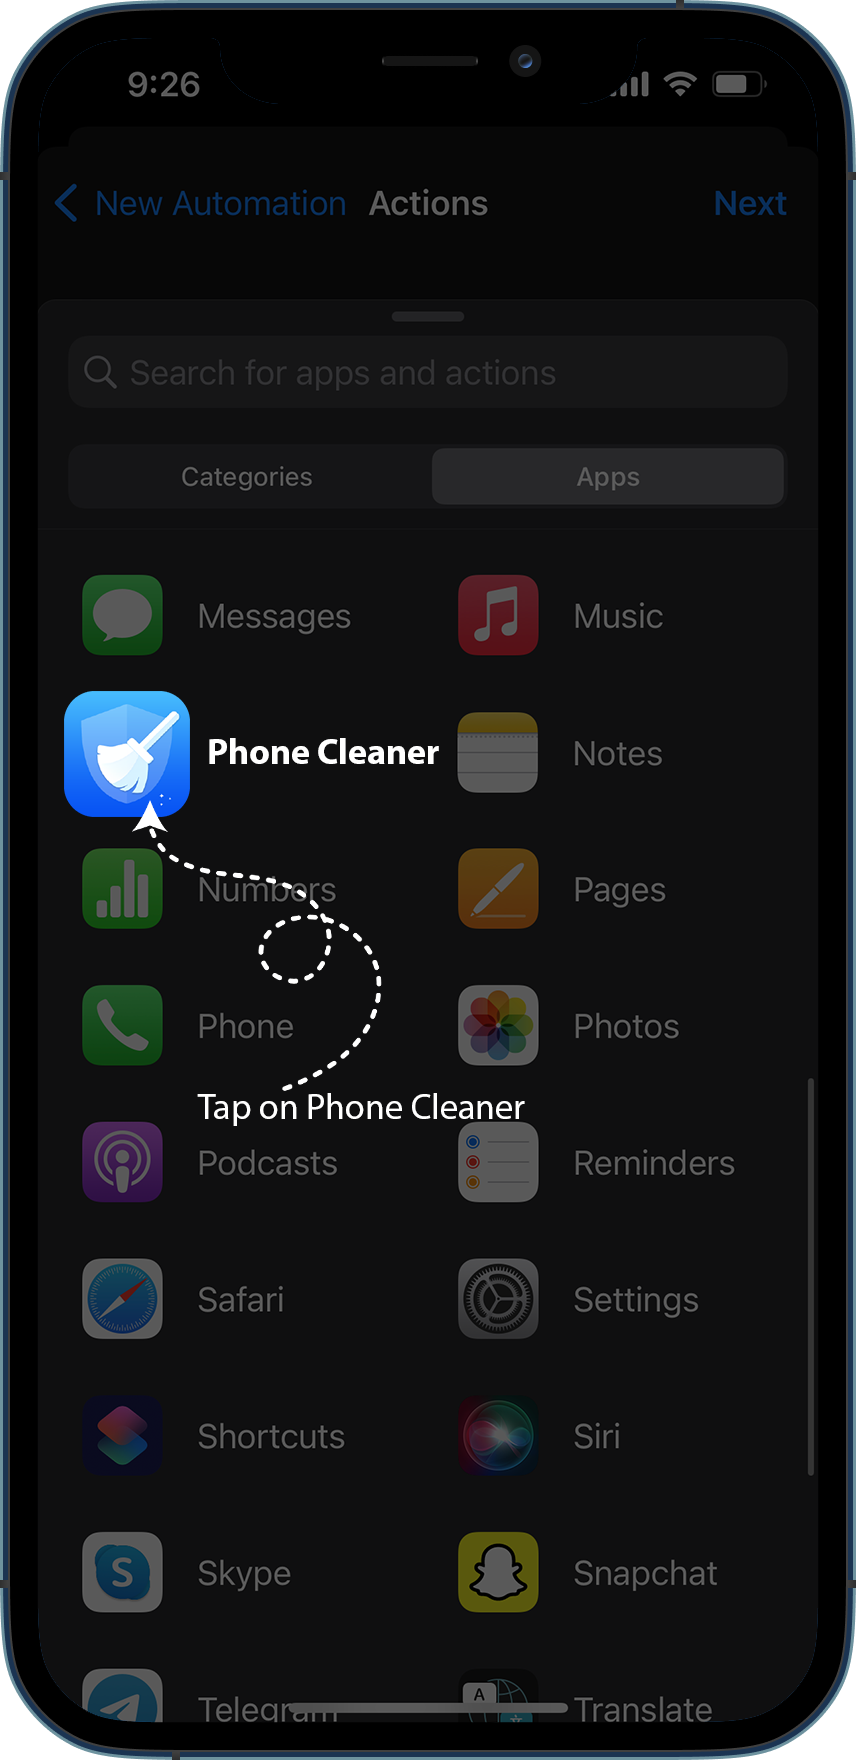 9:26
New Automation Actions Next
Search for apps and actions
Categories Apps
Messages Music
Phone Cleaner Notes
Numbers Pages
Phone Photos
Tap on Phone Cleaner
Podcasts Reminders
Safari Settings
Shortcuts Siri
S
Skype Snapchat
A
Telegram Translate